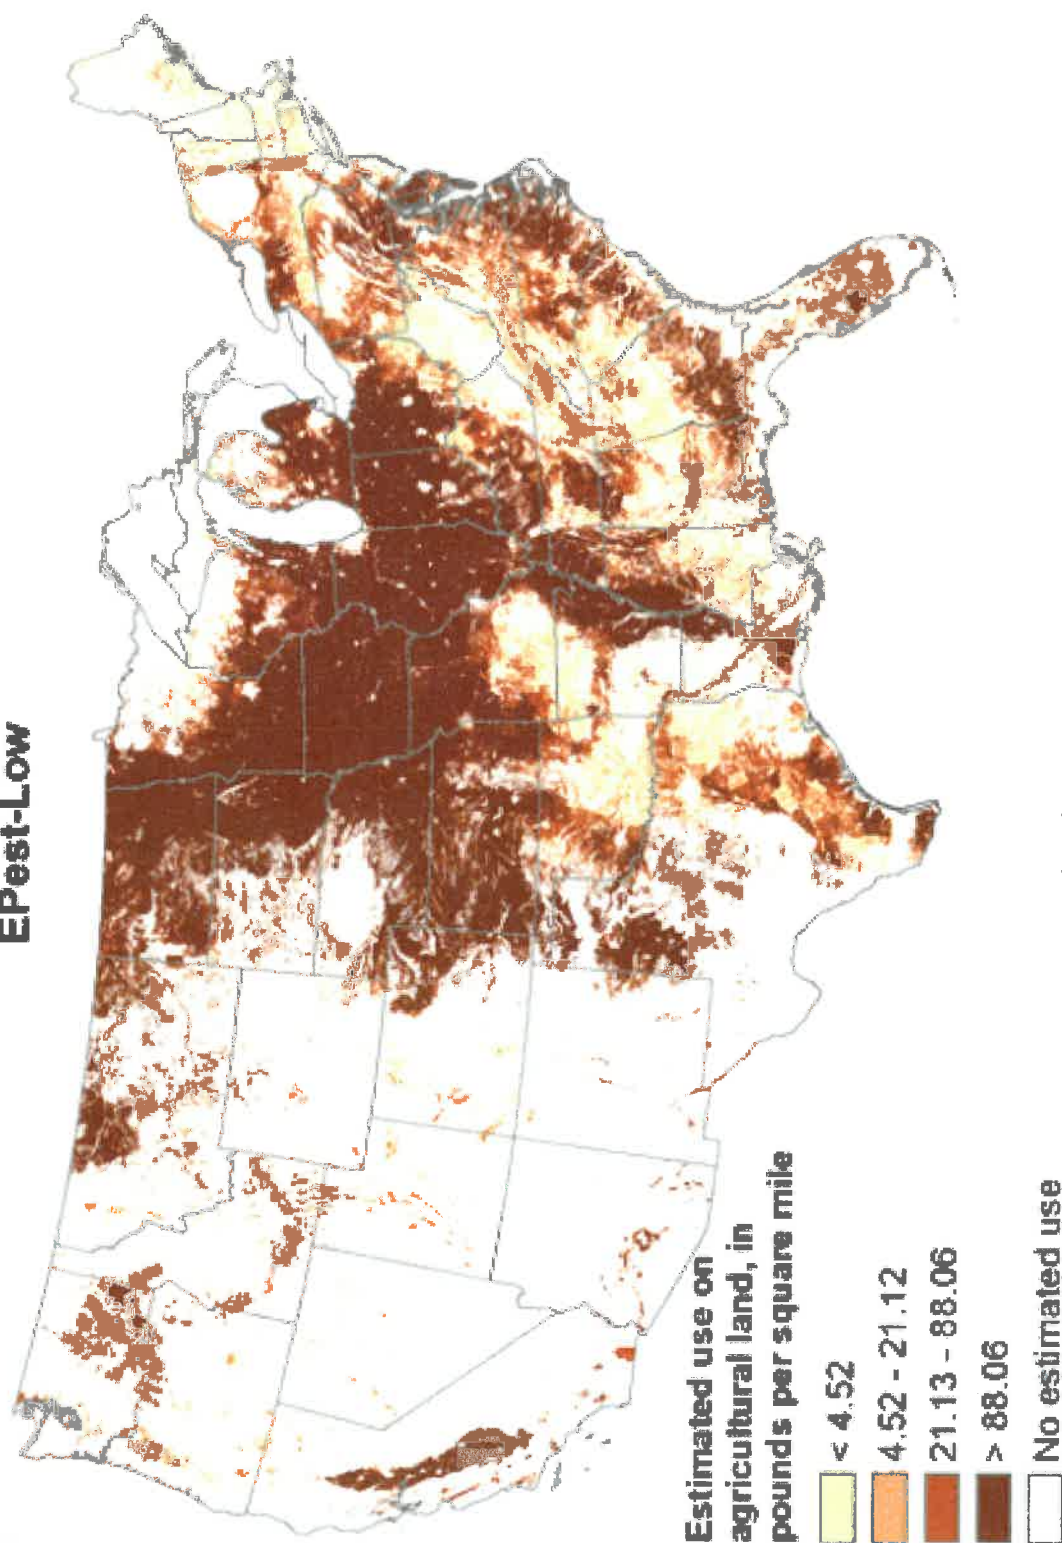 EPest-Low
Estimated use on
agricultural land, in
pounds per square mile
< 4.52
4.52 - 21.12
21.13 - 88.06
> 88.06
No estimated use